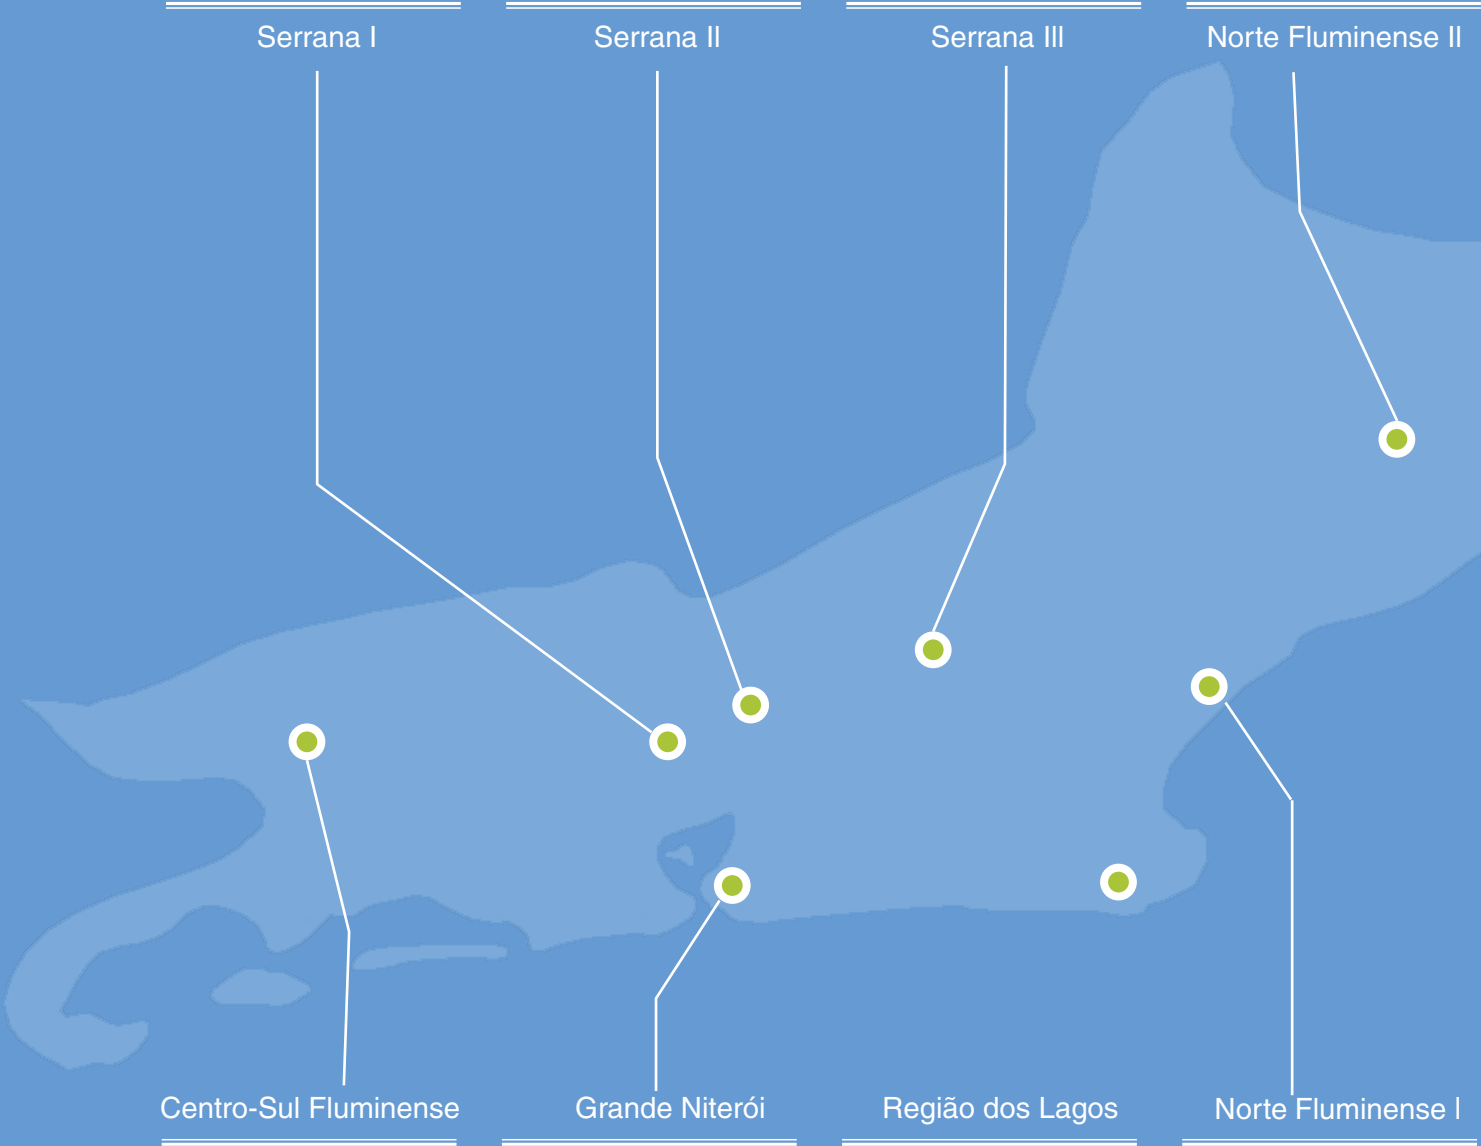 Serrana I
Serrana II
Serrana III
Norte Fluminense II
Centro-Sul Fluminense
Grande Niterói
Região dos Lagos
Norte Fluminense I